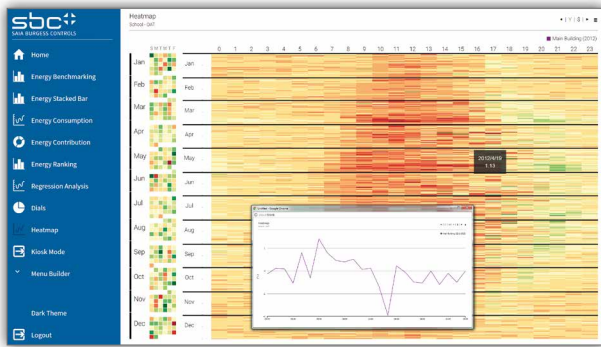 sbc
SAIA BURGESS CONTROLS
Home
Energy Benchmarking
Energy Stacked Bar
Energy Consumption
Energy Contribution
Energy Ranking
Regression Analysis
Dials
Heatmap
Kiosk Mode
Menu Builder
Dark Theme
Logout
Heatmap
Main Building (2012)
S M T W T F
0 1 2 3 4 5 6 7 8 9 10 11 12 13 14 15 16 17 18 19 20 21 22 23
Jan Jan
Feb Feb
Mar Mar
Apr Apr
May May
Jun Jun
Jul Jul
Aug Aug
Sep Sep
Oct Oct
Nov Nov
Dec Dec
2012/4/19
1.13